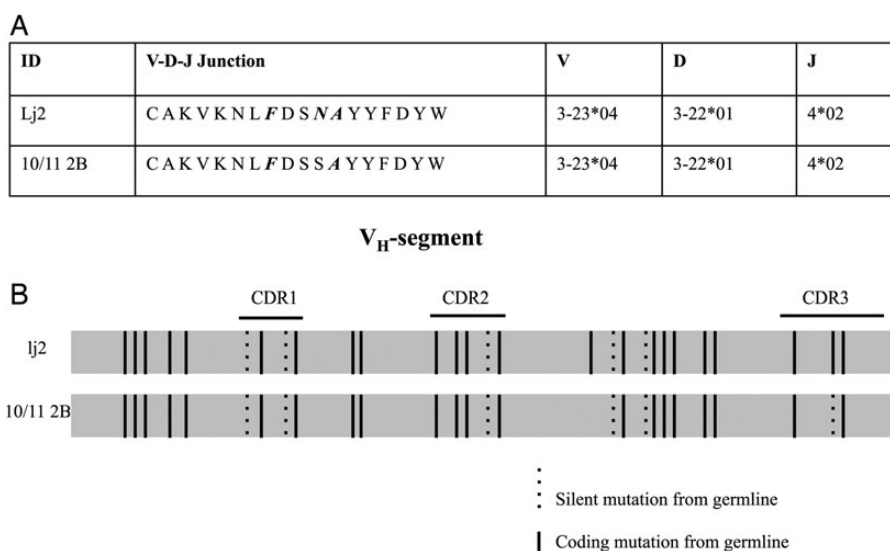 A
ID V-D-J Junction V D J
Lj2 C A K V K N L F D S N A Y Y F D Y W 3-23*04 3-22*01 4*02
10/11 2B C A K V K N L F D S S A Y Y F D Y W 3-23*04 3-22*01 4*02
VH-segment
B
CDR1 CDR2 CDR3
lj2
10/11 2B
Silent mutation from germline
Coding mutation from germline